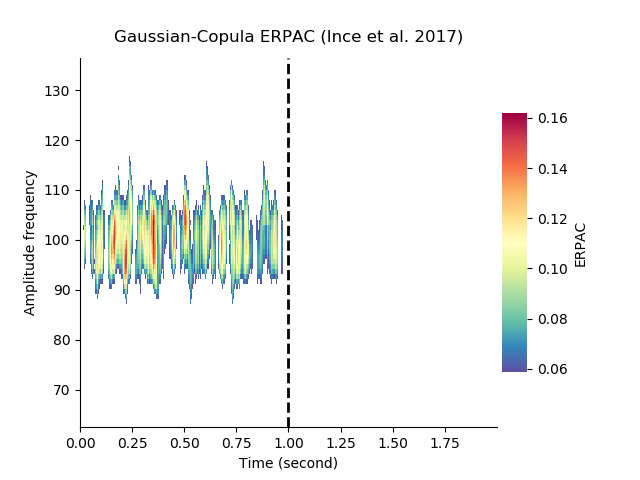 Gaussian-Copula ERPAC (Ince et al. 2017)
Amplitude frequency
130
120
110
100
90
80
70
0.00 0.25 0.50 0.75 1.00 1.25 1.50 1.75
Time (second)
0.16
0.14
0.12
0.10
0.08
0.06
ERPAC